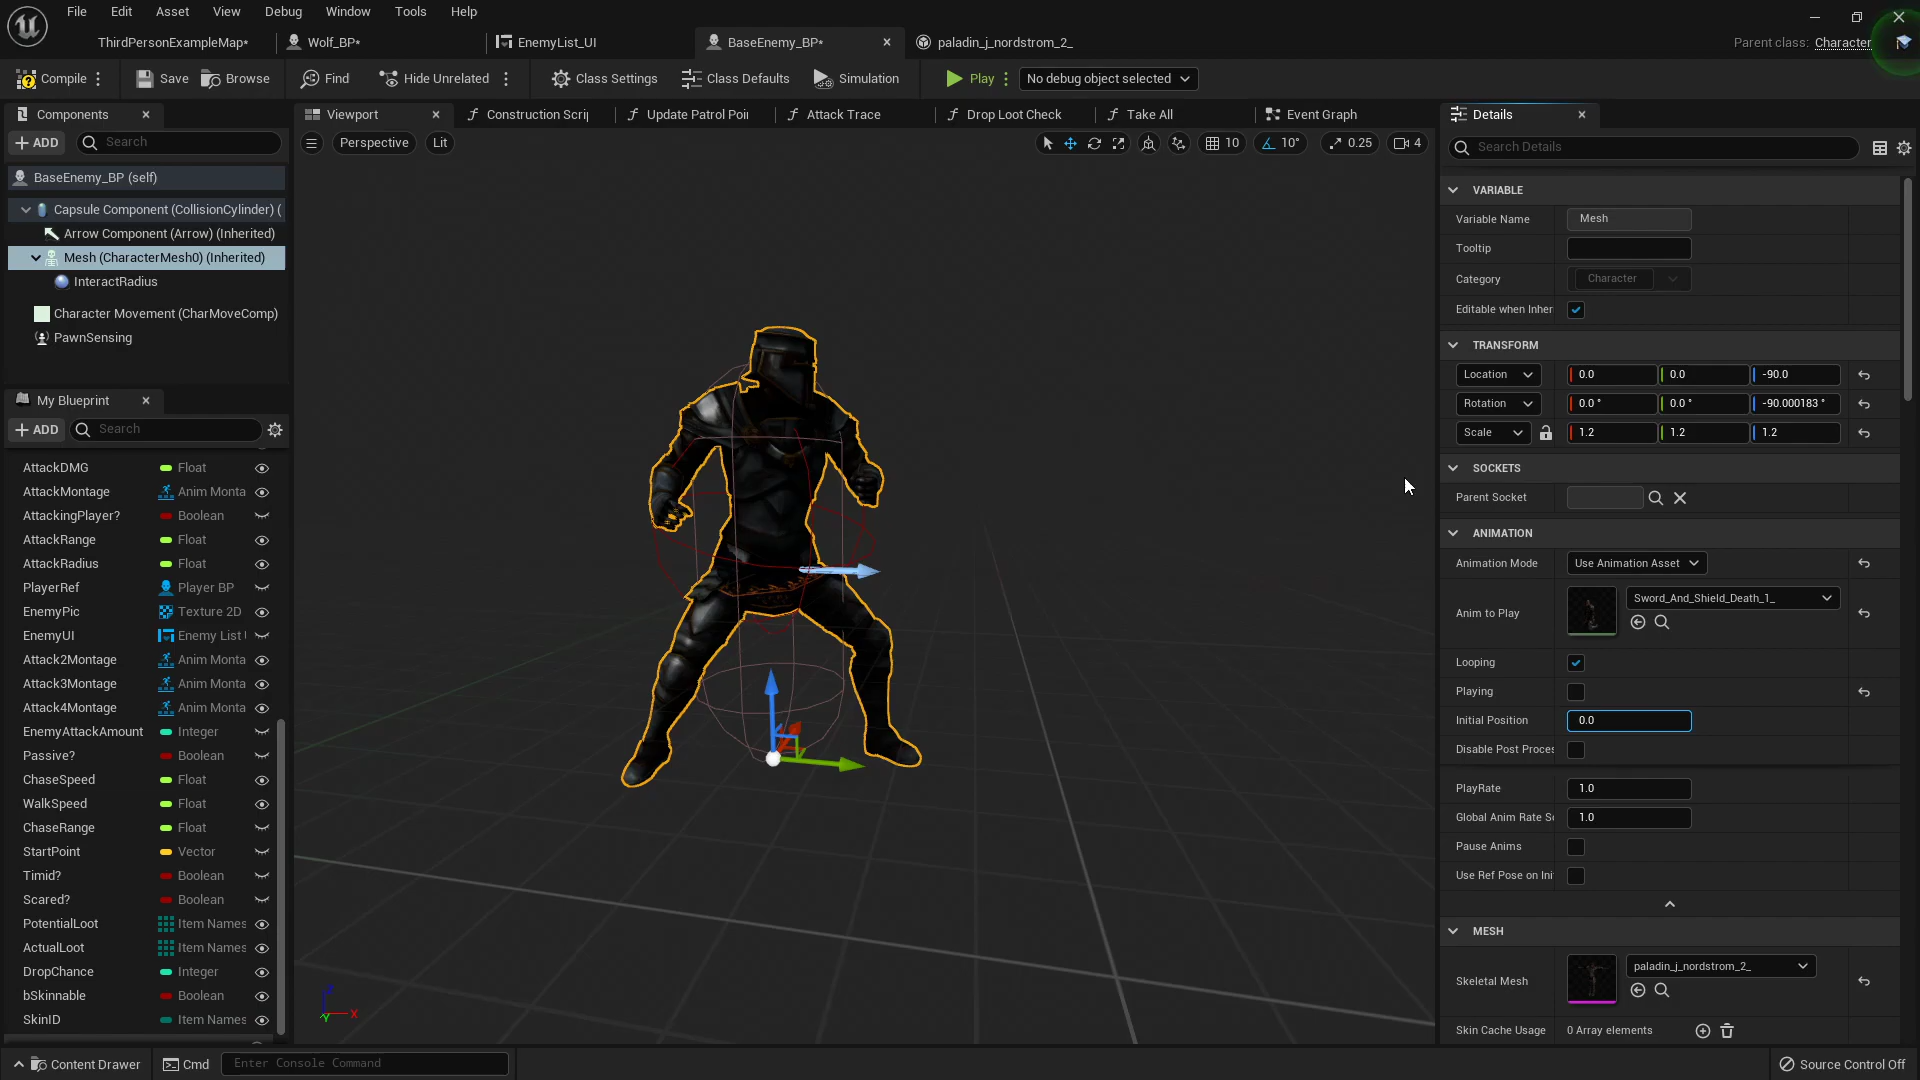 File Edit Asset View Debug Window Tools Help
ThirdPersonExampleMap* Wolf_BP* EnemyList_UI BaseEnemy_BP* paladin_j_nordstrom_2_ Parent class: Character
Compile Save Browse Find Hide Unrelated Class Settings Class Defaults Simulation Play No debug object selected
Components
ADD Search
BaseEnemy_BP (self)
Capsule Component (CollisionCylinder) (
Arrow Component (Arrow) (Inherited)
Mesh (CharacterMesh0) (Inherited)
InteractRadius
Character Movement (CharMoveComp)
PawnSensing
My Blueprint
ADD Search
AttackDMG Float
AttackMontage Anim Monta
AttackingPlayer? Boolean
AttackRange Float
AttackRadius Float
PlayerRef Player BP
EnemyPic Texture 2D
EnemyUI Enemy List
Attack2Montage Anim Monta
Attack3Montage Anim Monta
Attack4Montage Anim Monta
EnemyAttackAmount Integer
Passive? Boolean
ChaseSpeed Float
WalkSpeed Float
ChaseRange Float
StartPoint Vector
Timid? Boolean
Scared? Boolean
PotentialLoot Item Names
ActualLoot Item Names
DropChance Integer
bSkinnable Boolean
SkinID Item Names
Viewport Construction Scrip Update Patrol Poi Attack Trace Drop Loot Check Take All Event Graph
Perspective Lit 10 10° 0.25 4
X
Y
Details
Search Details
VARIABLE
Variable Name Mesh
Tooltip
Category Character
Editable when Inher
TRANSFORM
Location 0.0 0.0 -90.0
Rotation 0.0 ° 0.0 ° -90.000183 °
Scale 1.2 1.2 1.2
SOCKETS
Parent Socket
ANIMATION
Animation Mode Use Animation Asset
Anim to Play Sword_And_Shield_Death_1_
Looping
Playing
Initial Position 0.0
Disable Post Proces
PlayRate 1.0
Global Anim Rate S 1.0
Pause Anims
Use Ref Pose on Ini
MESH
Skeletal Mesh paladin_j_nordstrom_2_
Skin Cache Usage 0 Array elements
Content Drawer Cmd Enter Console Command Source Control Off